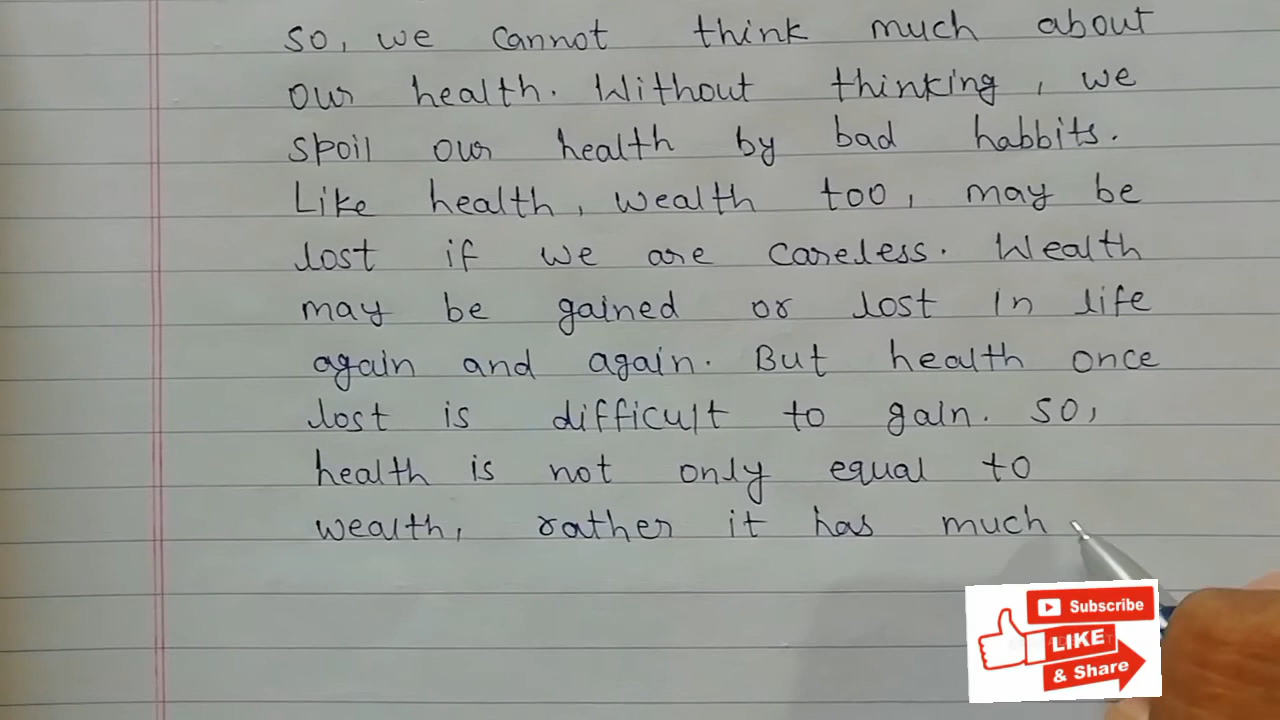 So, we cannot think much about
our health. Without thinking, we
spoil our health by bad habbits.
Like health, wealth too, may be
lost if we are careless. Wealth
may be gained or lost in life
again and again. But health once
lost is difficult to gain. So,
health is not only equal to
wealth, rather it has much
Subscribe
LIKE
& Share